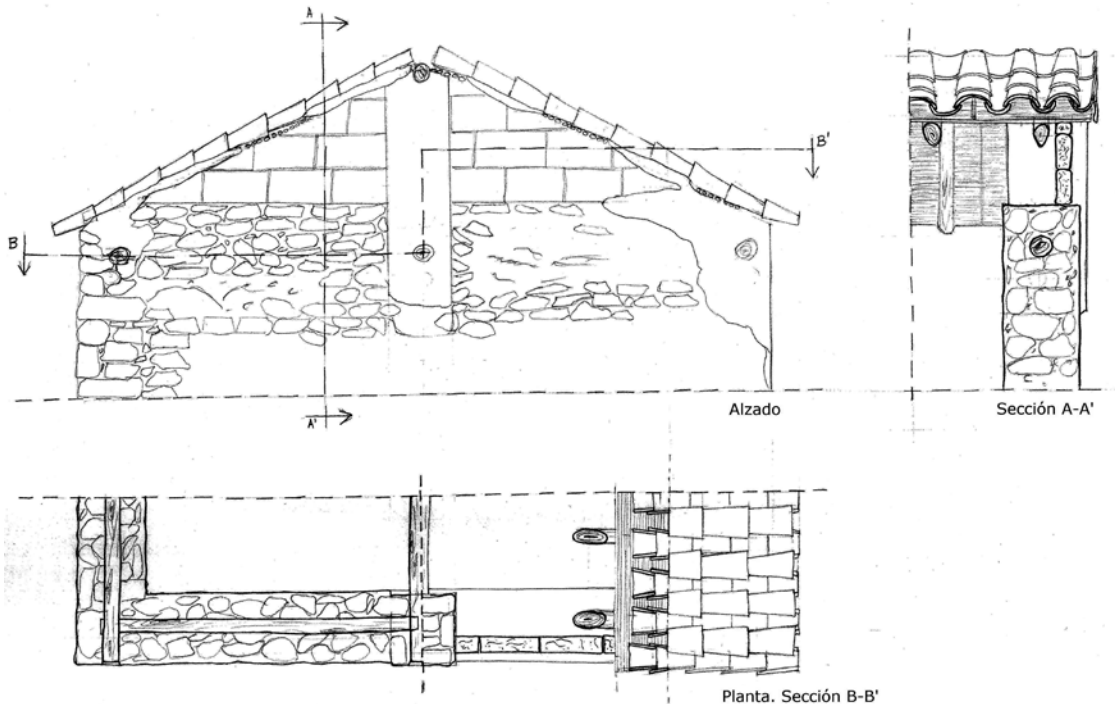 A
B'
B
A'
Alzado
Sección A-A'
Planta. Sección B-B'